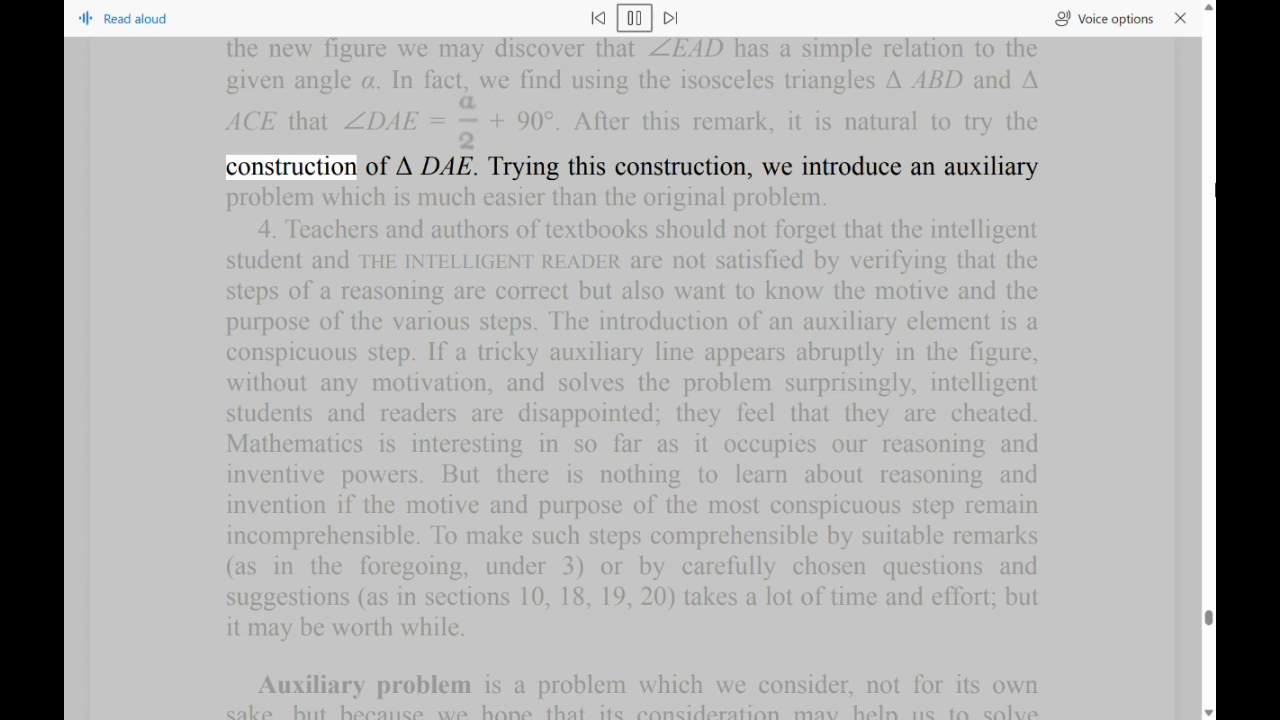 Read aloud
Voice options
the new figure we may discover that ∠EAD has a simple relation to the
given angle α. In fact, we find using the isosceles triangles Δ ABD and Δ
ACE that ∠DAE = α/2 + 90°. After this remark, it is natural to try the
construction of Δ DAE. Trying this construction, we introduce an auxiliary
problem which is much easier than the original problem.
4. Teachers and authors of textbooks should not forget that the intelligent
student and THE INTELLIGENT READER are not satisfied by verifying that the
steps of a reasoning are correct but also want to know the motive and the
purpose of the various steps. The introduction of an auxiliary element is a
conspicuous step. If a tricky auxiliary line appears abruptly in the figure,
without any motivation, and solves the problem surprisingly, intelligent
students and readers are disappointed; they feel that they are cheated.
Mathematics is interesting in so far as it occupies our reasoning and
inventive powers. But there is nothing to learn about reasoning and
invention if the motive and purpose of the most conspicuous step remain
incomprehensible. To make such steps comprehensible by suitable remarks
(as in the foregoing, under 3) or by carefully chosen questions and
suggestions (as in sections 10, 18, 19, 20) takes a lot of time and effort; but
it may be worth while.
Auxiliary problem is a problem which we consider, not for its own
sake, but because we hope that its consideration may help us to solve